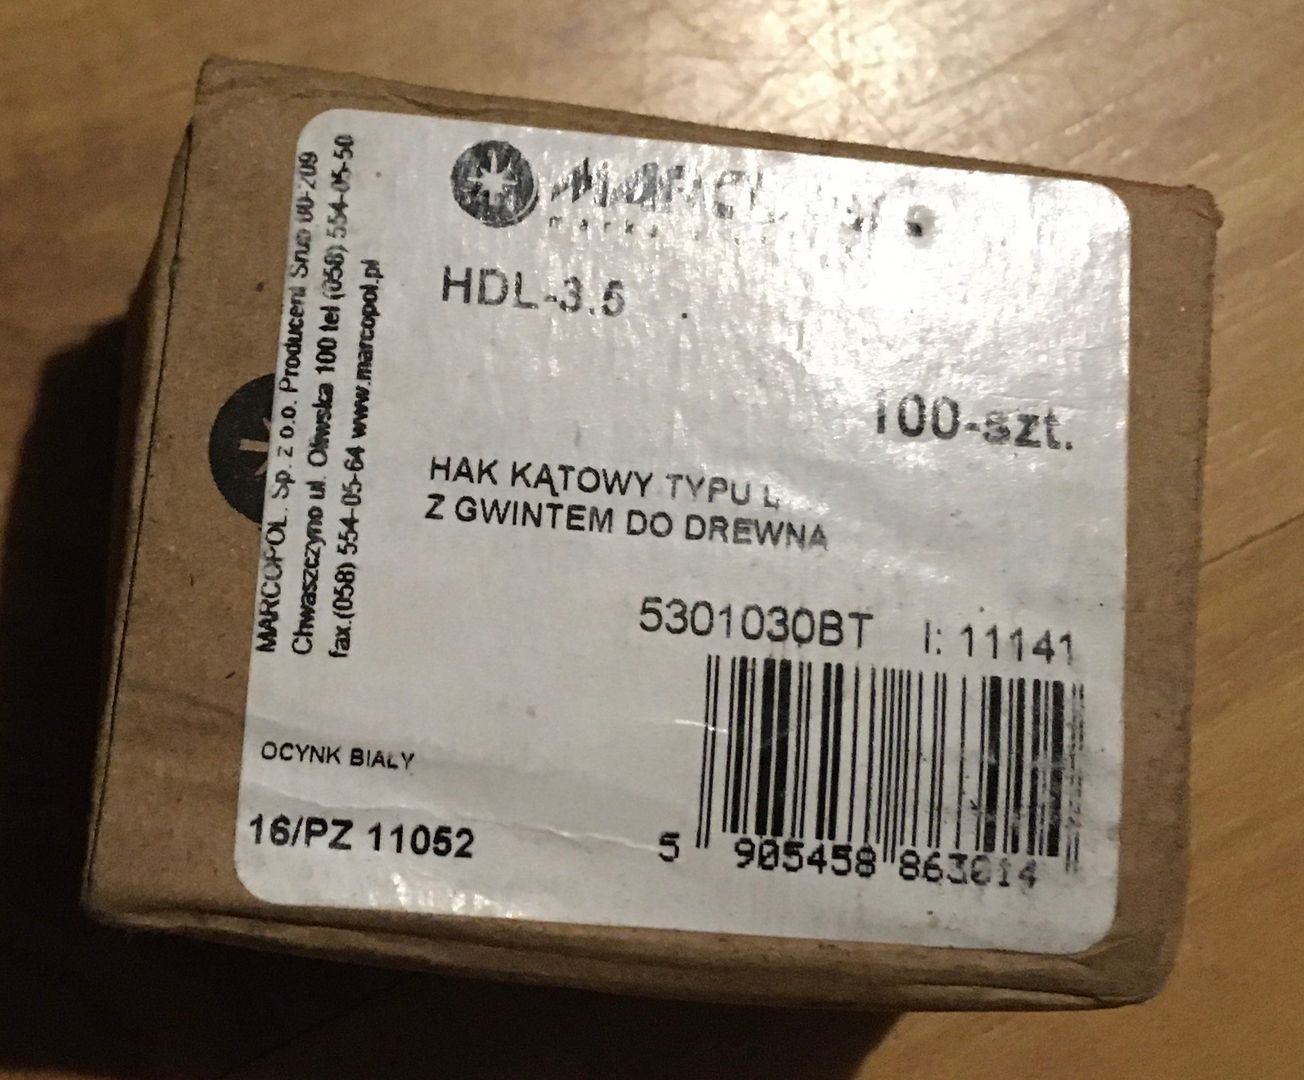 MARCOPOL. Sp. z o.o. Producent Śrub 80-209
Chwaszczyno ul. Oliwska 100 tel (058) 554-05-50
fax.(058) 554-05-64 www.marcopol.pl
HDL-3.5
100-szt.
HAK KĄTOWY TYPU L
Z GWINTEM DO DREWNA
5301030BT I: 11141
OCYNK BIAŁY
16/PZ 11052
5 905458 863014